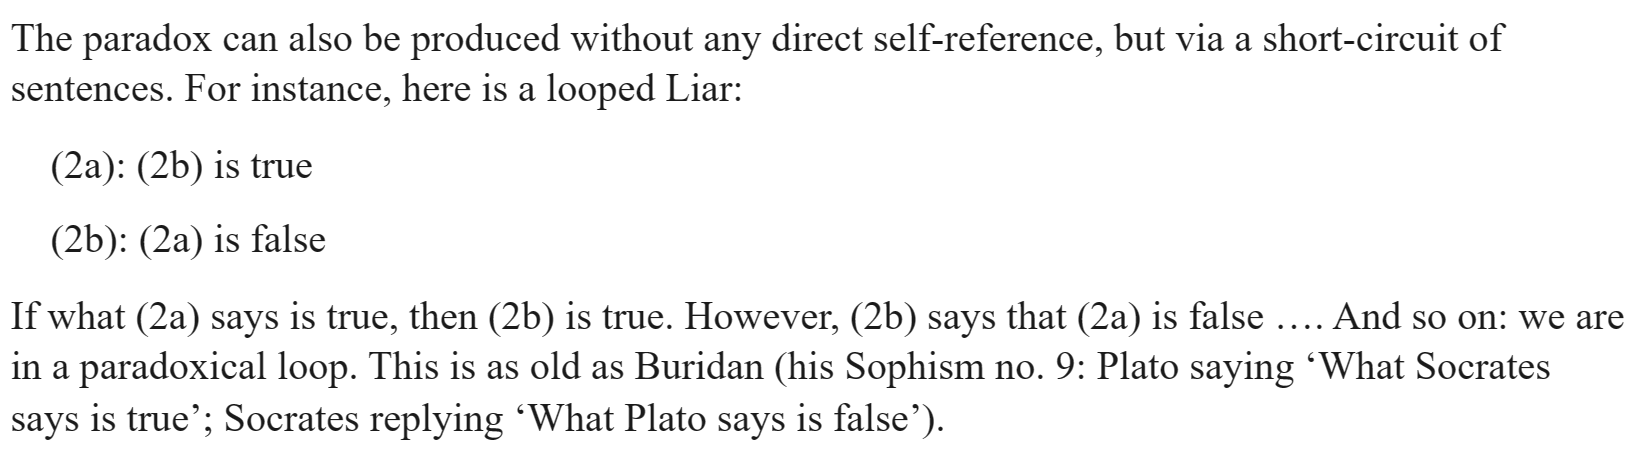 The paradox can also be produced without any direct self-reference, but via a short-circuit of
sentences. For instance, here is a looped Liar:
(2a): (2b) is true
(2b): (2a) is false
If what (2a) says is true, then (2b) is true. However, (2b) says that (2a) is false …. And so on: we are
in a paradoxical loop. This is as old as Buridan (his Sophism no. 9: Plato saying ‘What Socrates
says is true’; Socrates replying ‘What Plato says is false’).